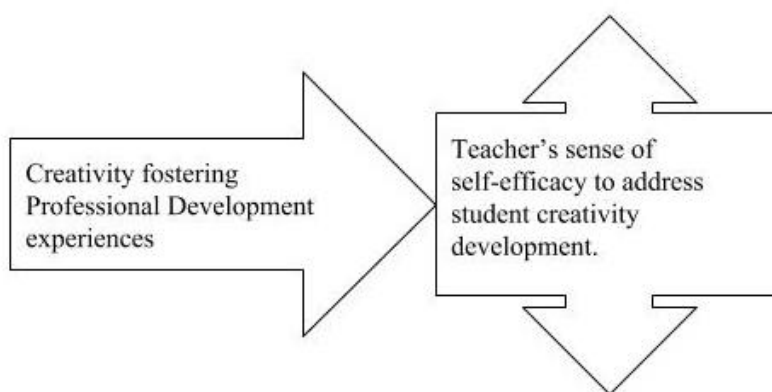 Creativity fostering
Professional Development
experiences
Teacher’s sense of
self-efficacy to address
student creativity
development.